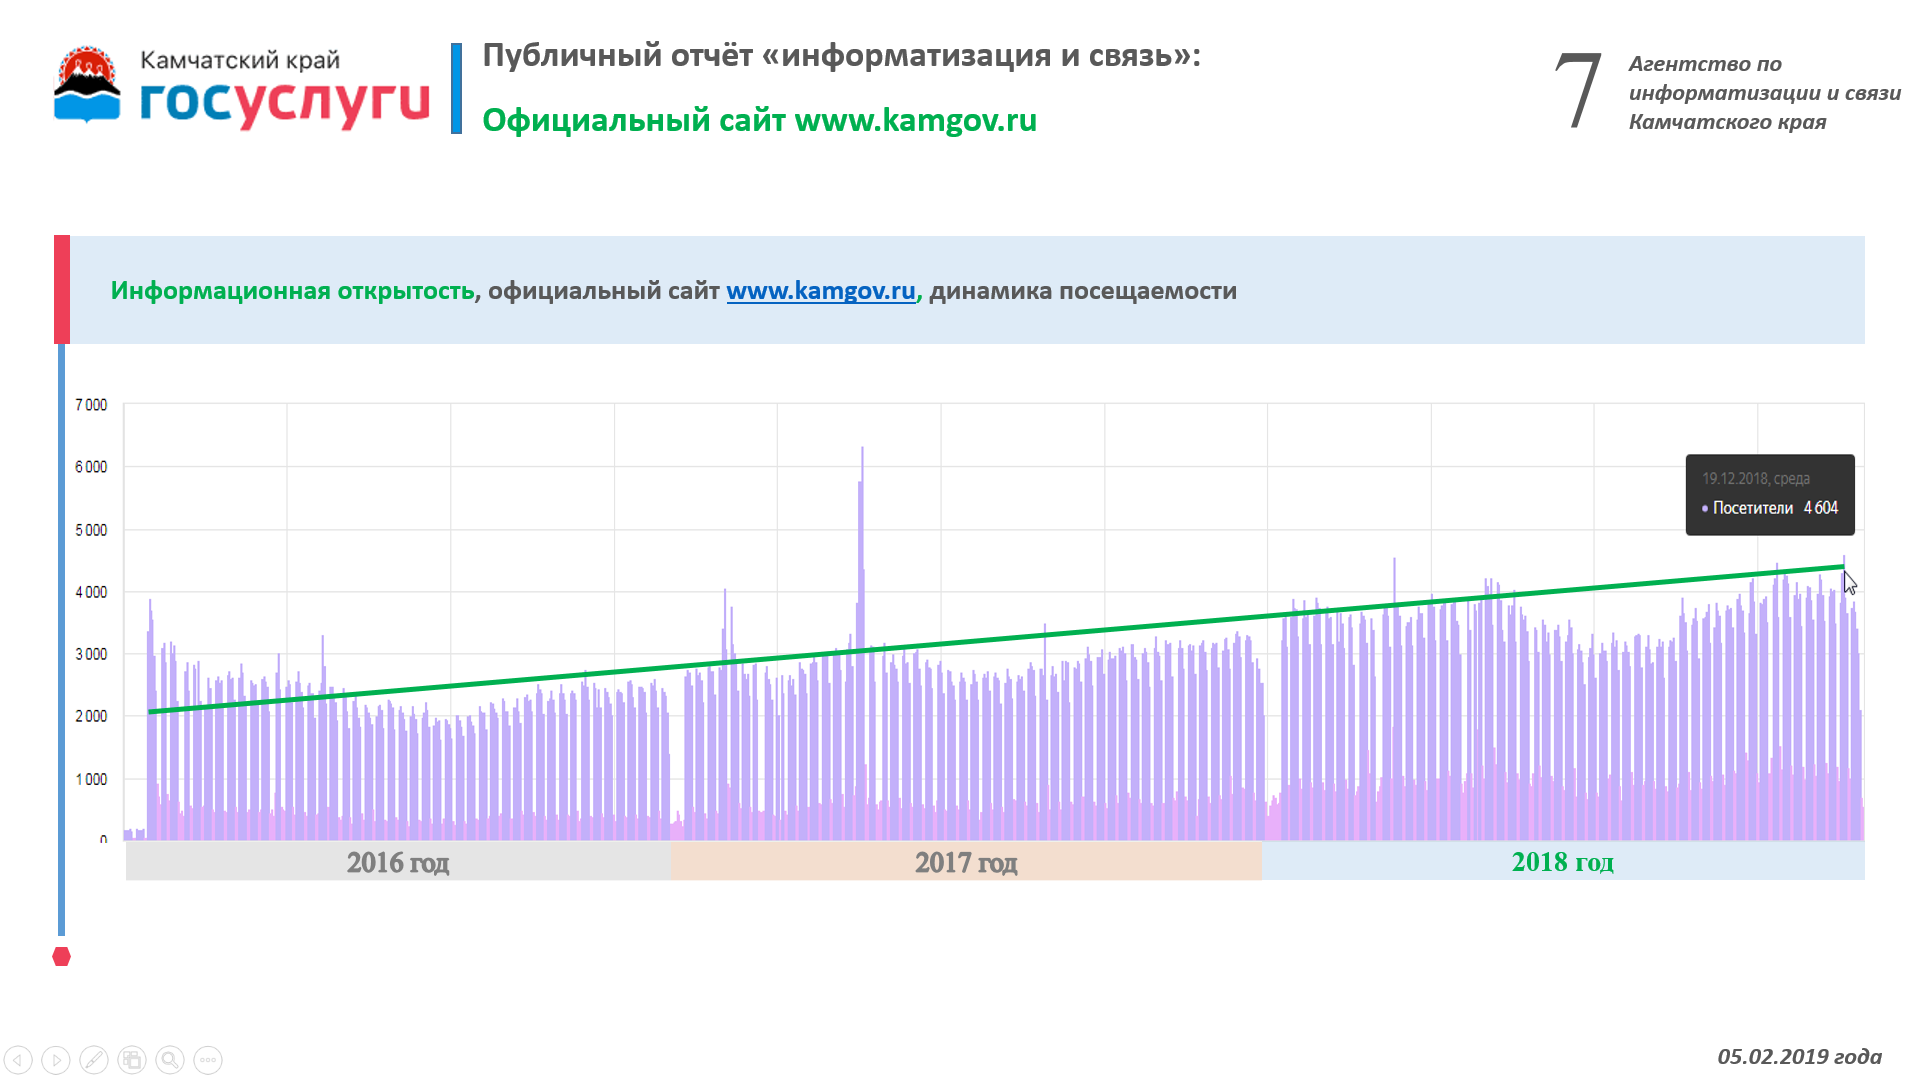 Камчатский край
госуслуги
Публичный отчёт «информатизация и связь»:
Официальный сайт www.kamgov.ru
7
Агентство по
информатизации и связи
Камчатского края
Информационная открытость, официальный сайт www.kamgov.ru, динамика посещаемости
7 000
6 000
5 000
4 000
3 000
2 000
1 000
0
19.12.2018, среда
Посетители 4 604
2016 год
2017 год
2018 год
05.02.2019 года